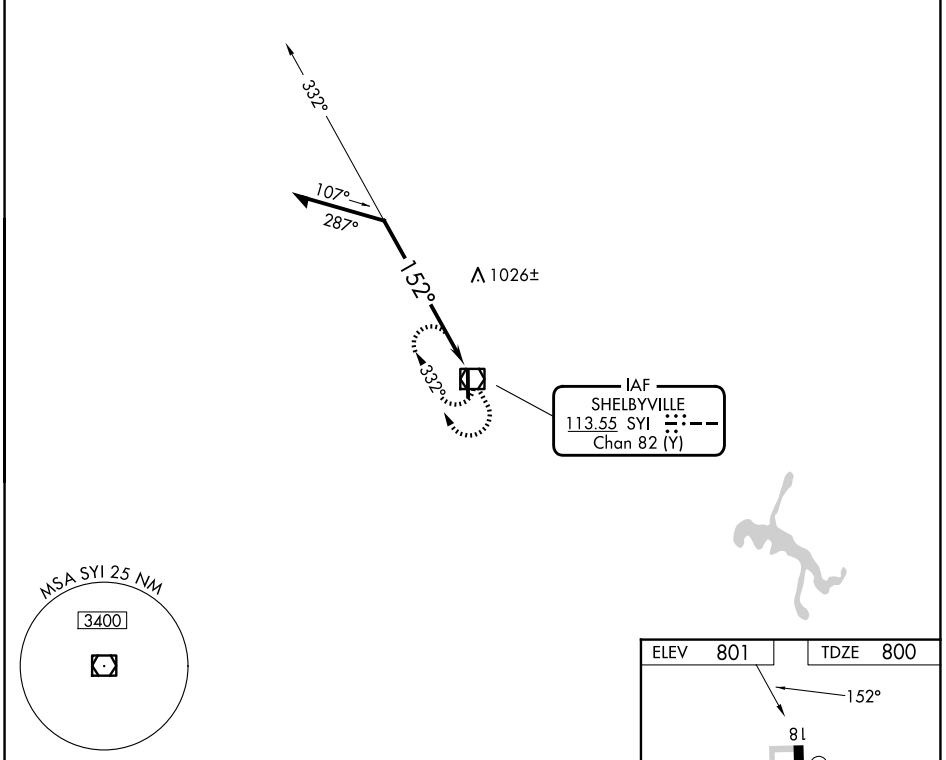 332°
107°
287°
152°
1026±
332°
IAF
SHELBYVILLE
113.55 SYI
Chan 82 (Y)
MSA SYI 25 NM
3400
ELEV 801
TDZE 800
152°
18